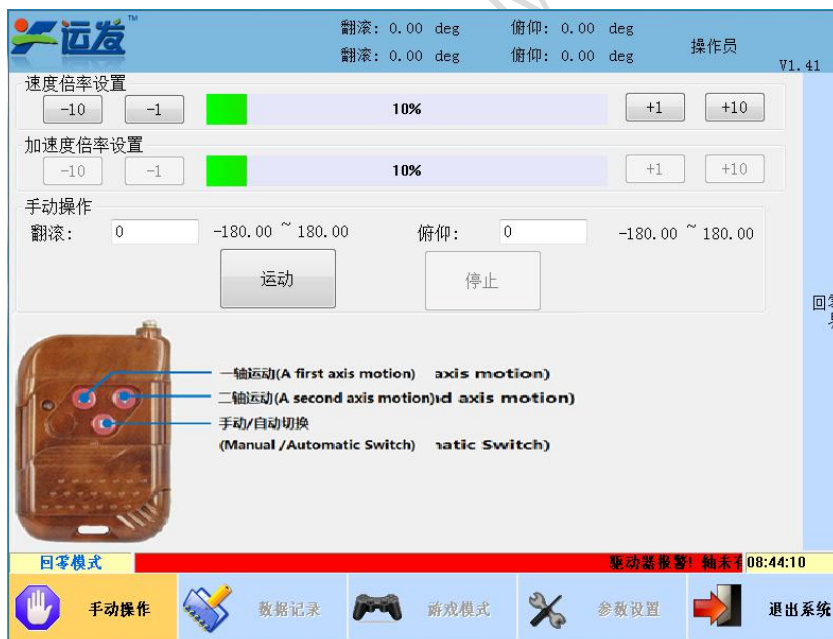 运发™
翻滚: 0.00 deg 俯仰: 0.00 deg
翻滚: 0.00 deg 俯仰: 0.00 deg
操作员
V1.41
速度倍率设置
-10 -1 10% +1 +10
加速度倍率设置
-10 -1 10% +1 +10
手动操作
翻滚: 0 -180.00 ~ 180.00 俯仰: 0 -180.00 ~ 180.00
运动 停止
回零
一轴运动(A first axis motion) axis motion)
二轴运动(A second axis motion) axis motion)
手动/自动切换
(Manual /Automatic Switch) Switch)
回零模式 驱动器报警! 轴未 08:44:10
手动操作 数据记录 游戏模式 参数设置 退出系统